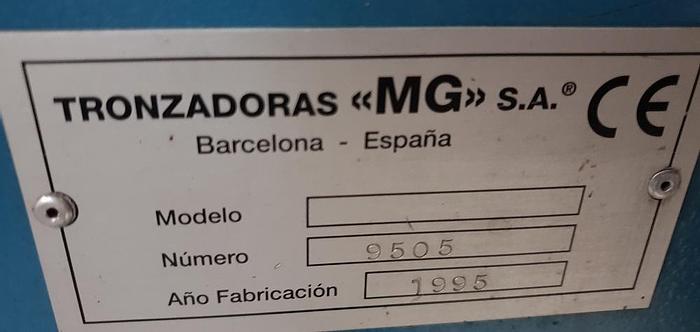 TRONZADORAS «MG» S.A.® CE
Barcelona - España
Modelo
Número 9505
Año Fabricación 1995